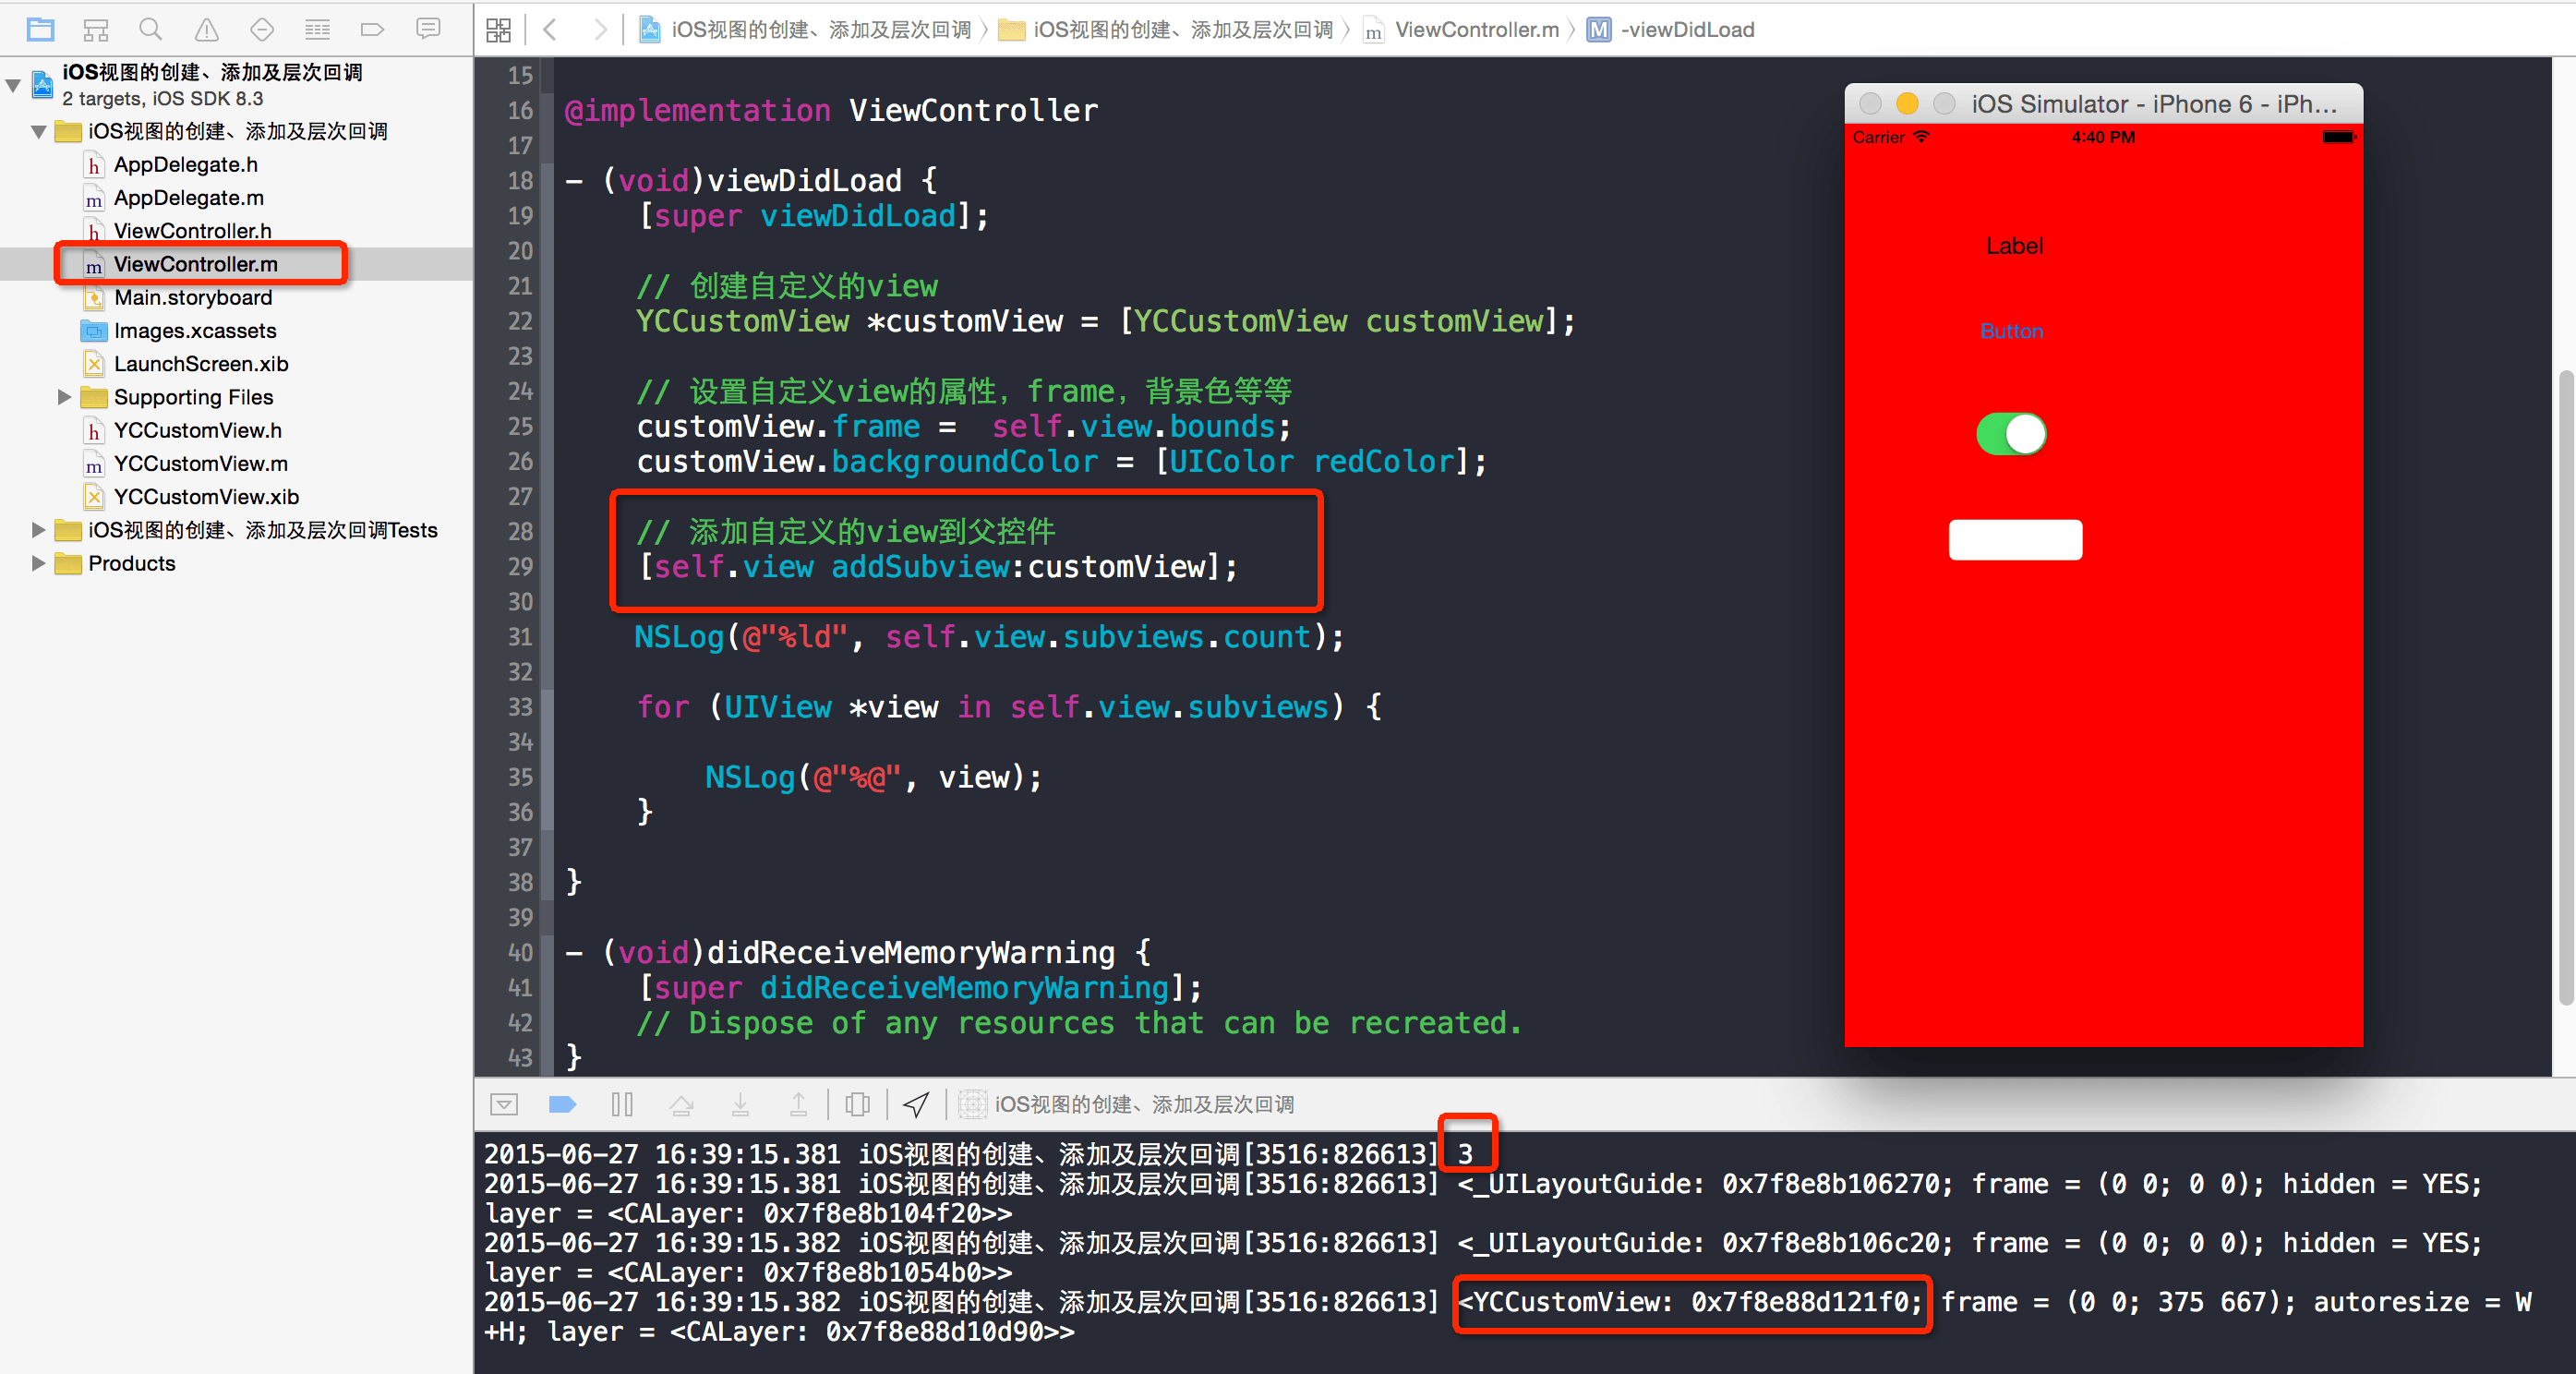 iOS视图的创建、添加及层次回调
2 targets, iOS SDK 8.3
iOS视图的创建、添加及层次回调
h AppDelegate.h
m AppDelegate.m
h ViewController.h
m ViewController.m
Main.storyboard
Images.xcassets
LaunchScreen.xib
Supporting Files
h YCCustomView.h
m YCCustomView.m
YCCustomView.xib
iOS视图的创建、添加及层次回调Tests
Products
iOS视图的创建、添加及层次回调 〉 iOS视图的创建、添加及层次回调 〉 m ViewController.m 〉 M -viewDidLoad
15
16 @implementation ViewController
17
18 - (void)viewDidLoad {
19 [super viewDidLoad];
20
21 // 创建自定义的view
22 YCCustomView *customView = [YCCustomView customView];
23
24 // 设置自定义view的属性，frame，背景色等等
25 customView.frame =  self.view.bounds;
26 customView.backgroundColor = [UIColor redColor];
27
28 // 添加自定义的view到父控件
29 [self.view addSubview:customView];
30
31 NSLog(@"%ld", self.view.subviews.count);
32
33 for (UIView *view in self.view.subviews) {
34
35 NSLog(@"%@", view);
36 }
37
38 }
39
40 - (void)didReceiveMemoryWarning {
41 [super didReceiveMemoryWarning];
42 // Dispose of any resources that can be recreated.
43 }
iOS Simulator - iPhone 6 - iPh...
Carrier 4:40 PM
Label
Button
iOS视图的创建、添加及层次回调
2015-06-27 16:39:15.381 iOS视图的创建、添加及层次回调[3516:826613] 3
2015-06-27 16:39:15.381 iOS视图的创建、添加及层次回调[3516:826613] <_UILayoutGuide: 0x7f8e8b106270; frame = (0 0; 0 0); hidden = YES;
layer = <CALayer: 0x7f8e8b104f20>>
2015-06-27 16:39:15.382 iOS视图的创建、添加及层次回调[3516:826613] <_UILayoutGuide: 0x7f8e8b106c20; frame = (0 0; 0 0); hidden = YES;
layer = <CALayer: 0x7f8e8b1054b0>>
2015-06-27 16:39:15.382 iOS视图的创建、添加及层次回调[3516:826613] <YCCustomView: 0x7f8e88d121f0; frame = (0 0; 375 667); autoresize = W
+H; layer = <CALayer: 0x7f8e88d10d90>>